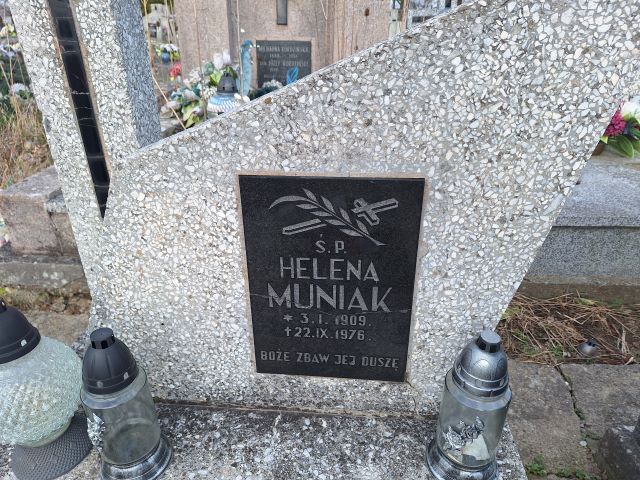 Ś.P.
HELENA
MUNIAK
* 3.I.1909.
✝ 22.IX.1976.
BOŻE ZBAW JEJ DUSZĘ